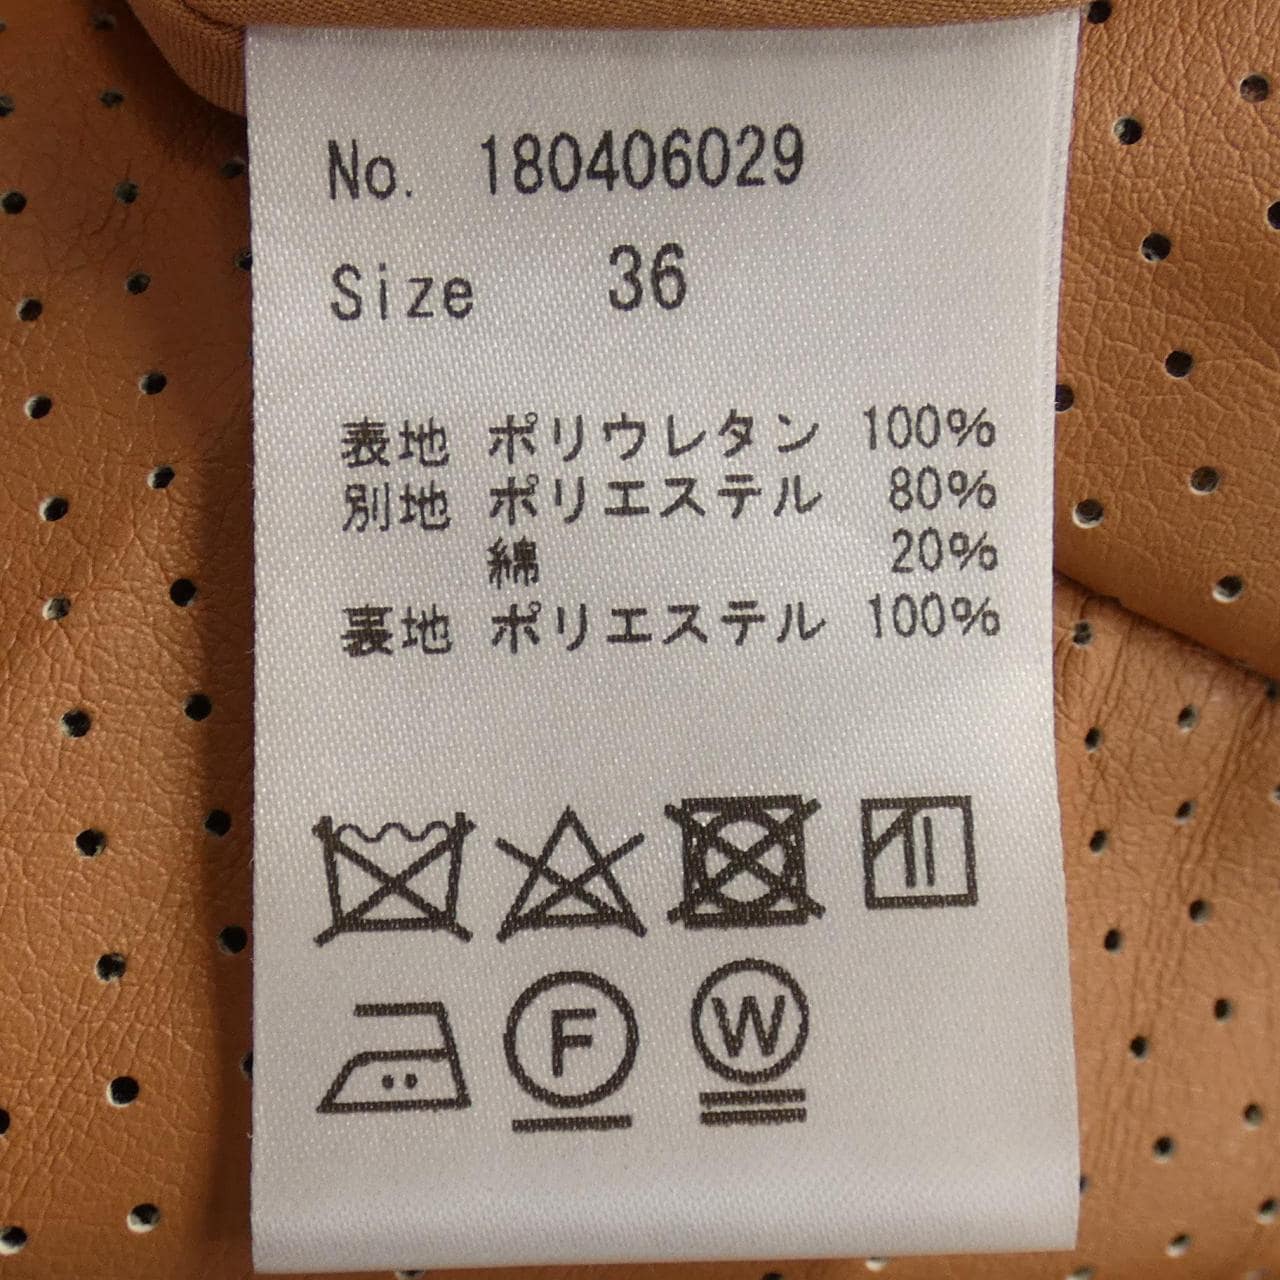 No. 180406029
Size 36
表地 ポリウレタン 100%
別地 ポリエステル 80%
綿 20%
裏地 ポリエステル 100%
F W